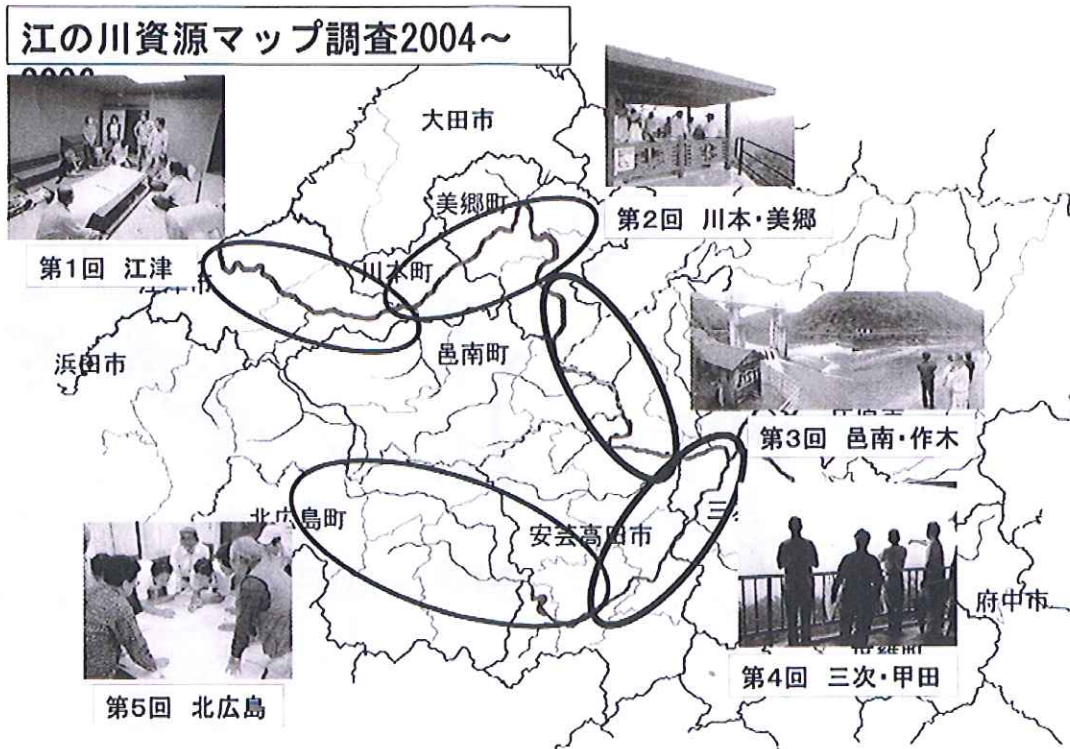 江の川資源マップ調査2004～
大田市
美郷町
第2回 川本・美郷
第1回 江津
川本町
浜田市
邑南町
第3回 邑南・作木
北広島町
安芸高田市
府中市
第4回 三次・甲田
第5回 北広島